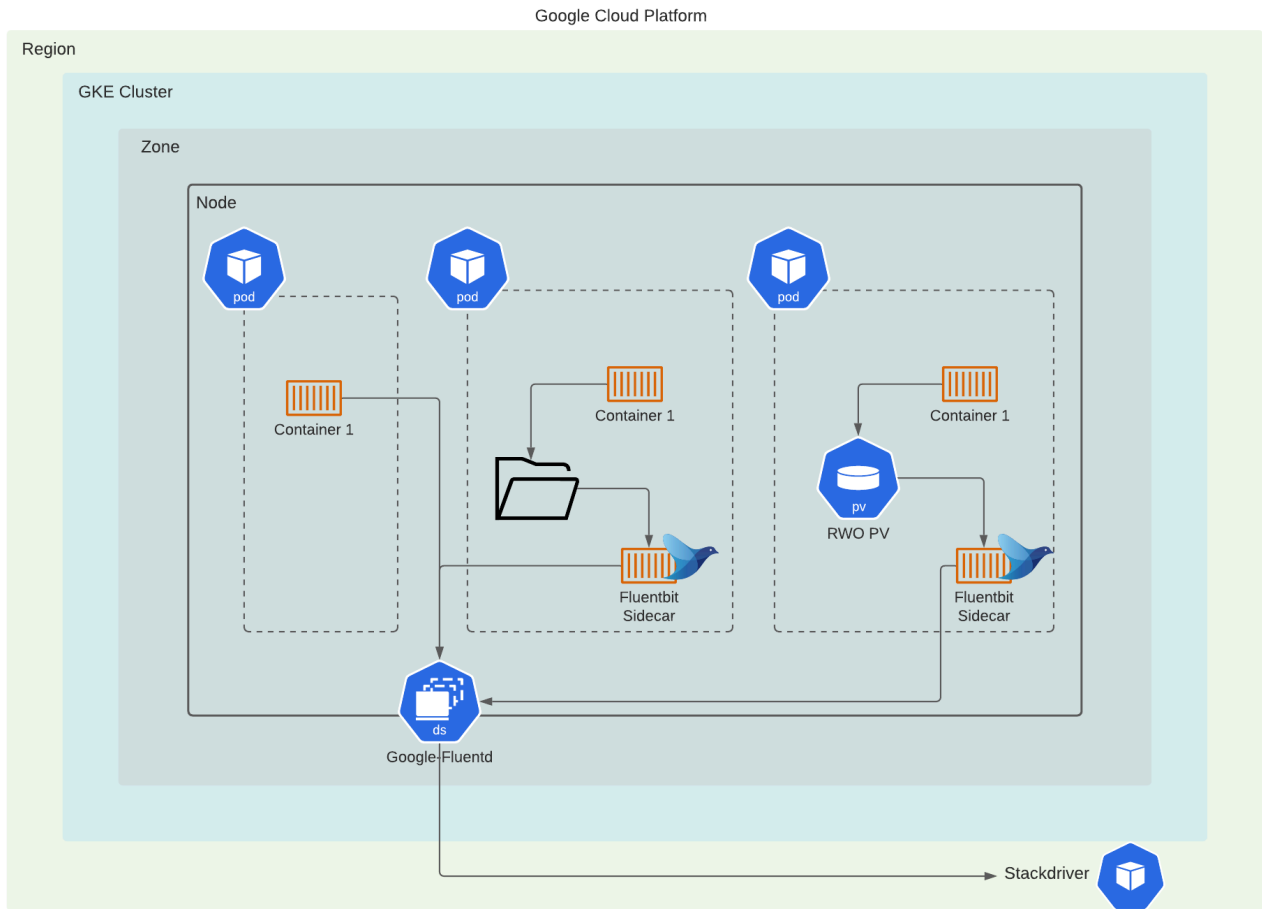 Google Cloud Platform
Region
GKE Cluster
Zone
Node
pod
pod
pod
Container 1
Container 1
Container 1
pv
RWO PV
Fluentbit
Sidecar
Fluentbit
Sidecar
ds
Google-Fluentd
Stackdriver